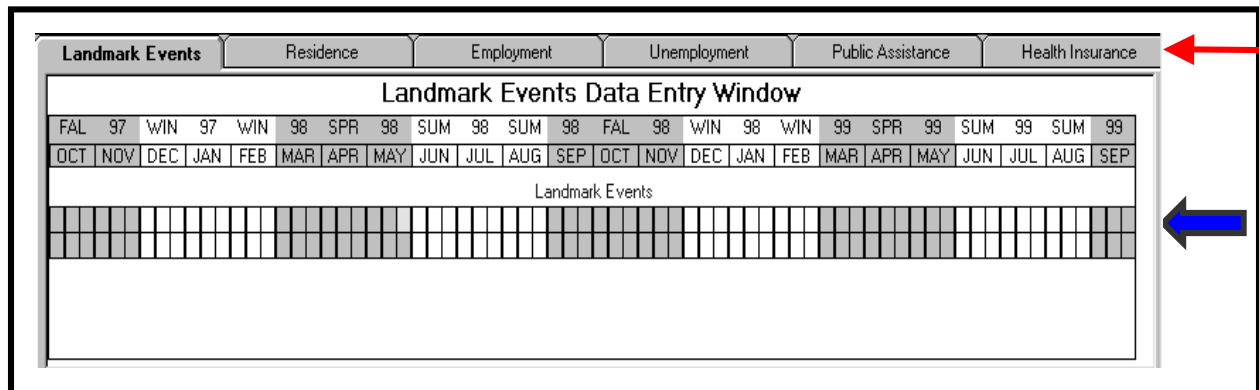 Landmark Events Residence Employment Unemployment Public Assistance Health Insurance
Landmark Events Data Entry Window
FAL 97 WIN 97 WIN 98 SPR 98 SUM 98 SUM 98 FAL 98 WIN 98 WIN 99 SPR 99 SUM 99 SUM 99
OCT NOV DEC JAN FEB MAR APR MAY JUN JUL AUG SEP OCT NOV DEC JAN FEB MAR APR MAY JUN JUL AUG SEP
Landmark Events